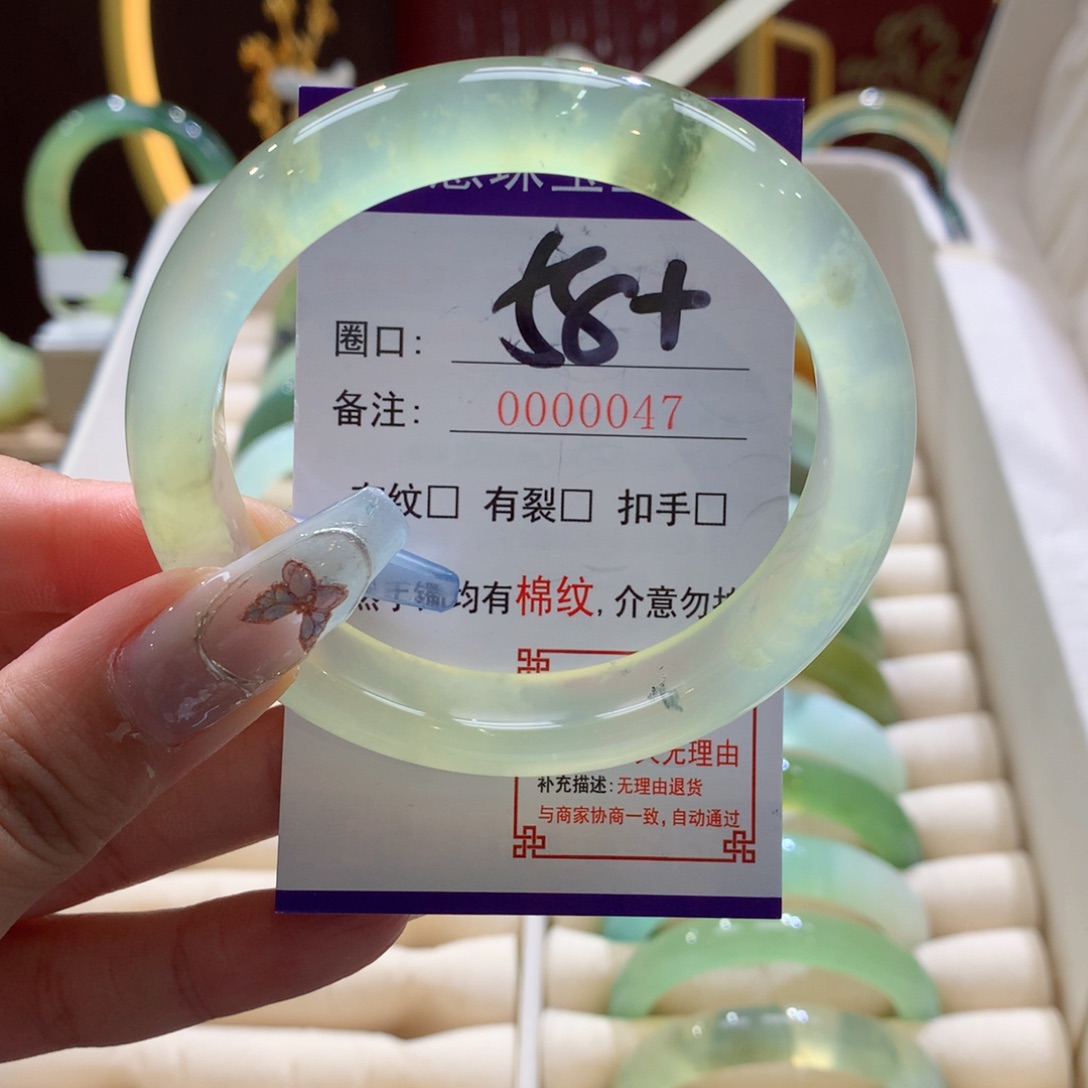 珠宝
圈口: 58+
备注: 0000047
纹□ 有裂□ 扣手□
均有棉纹, 介意勿
无理由
补充描述:无理由退货
与商家协商一致, 自动通过